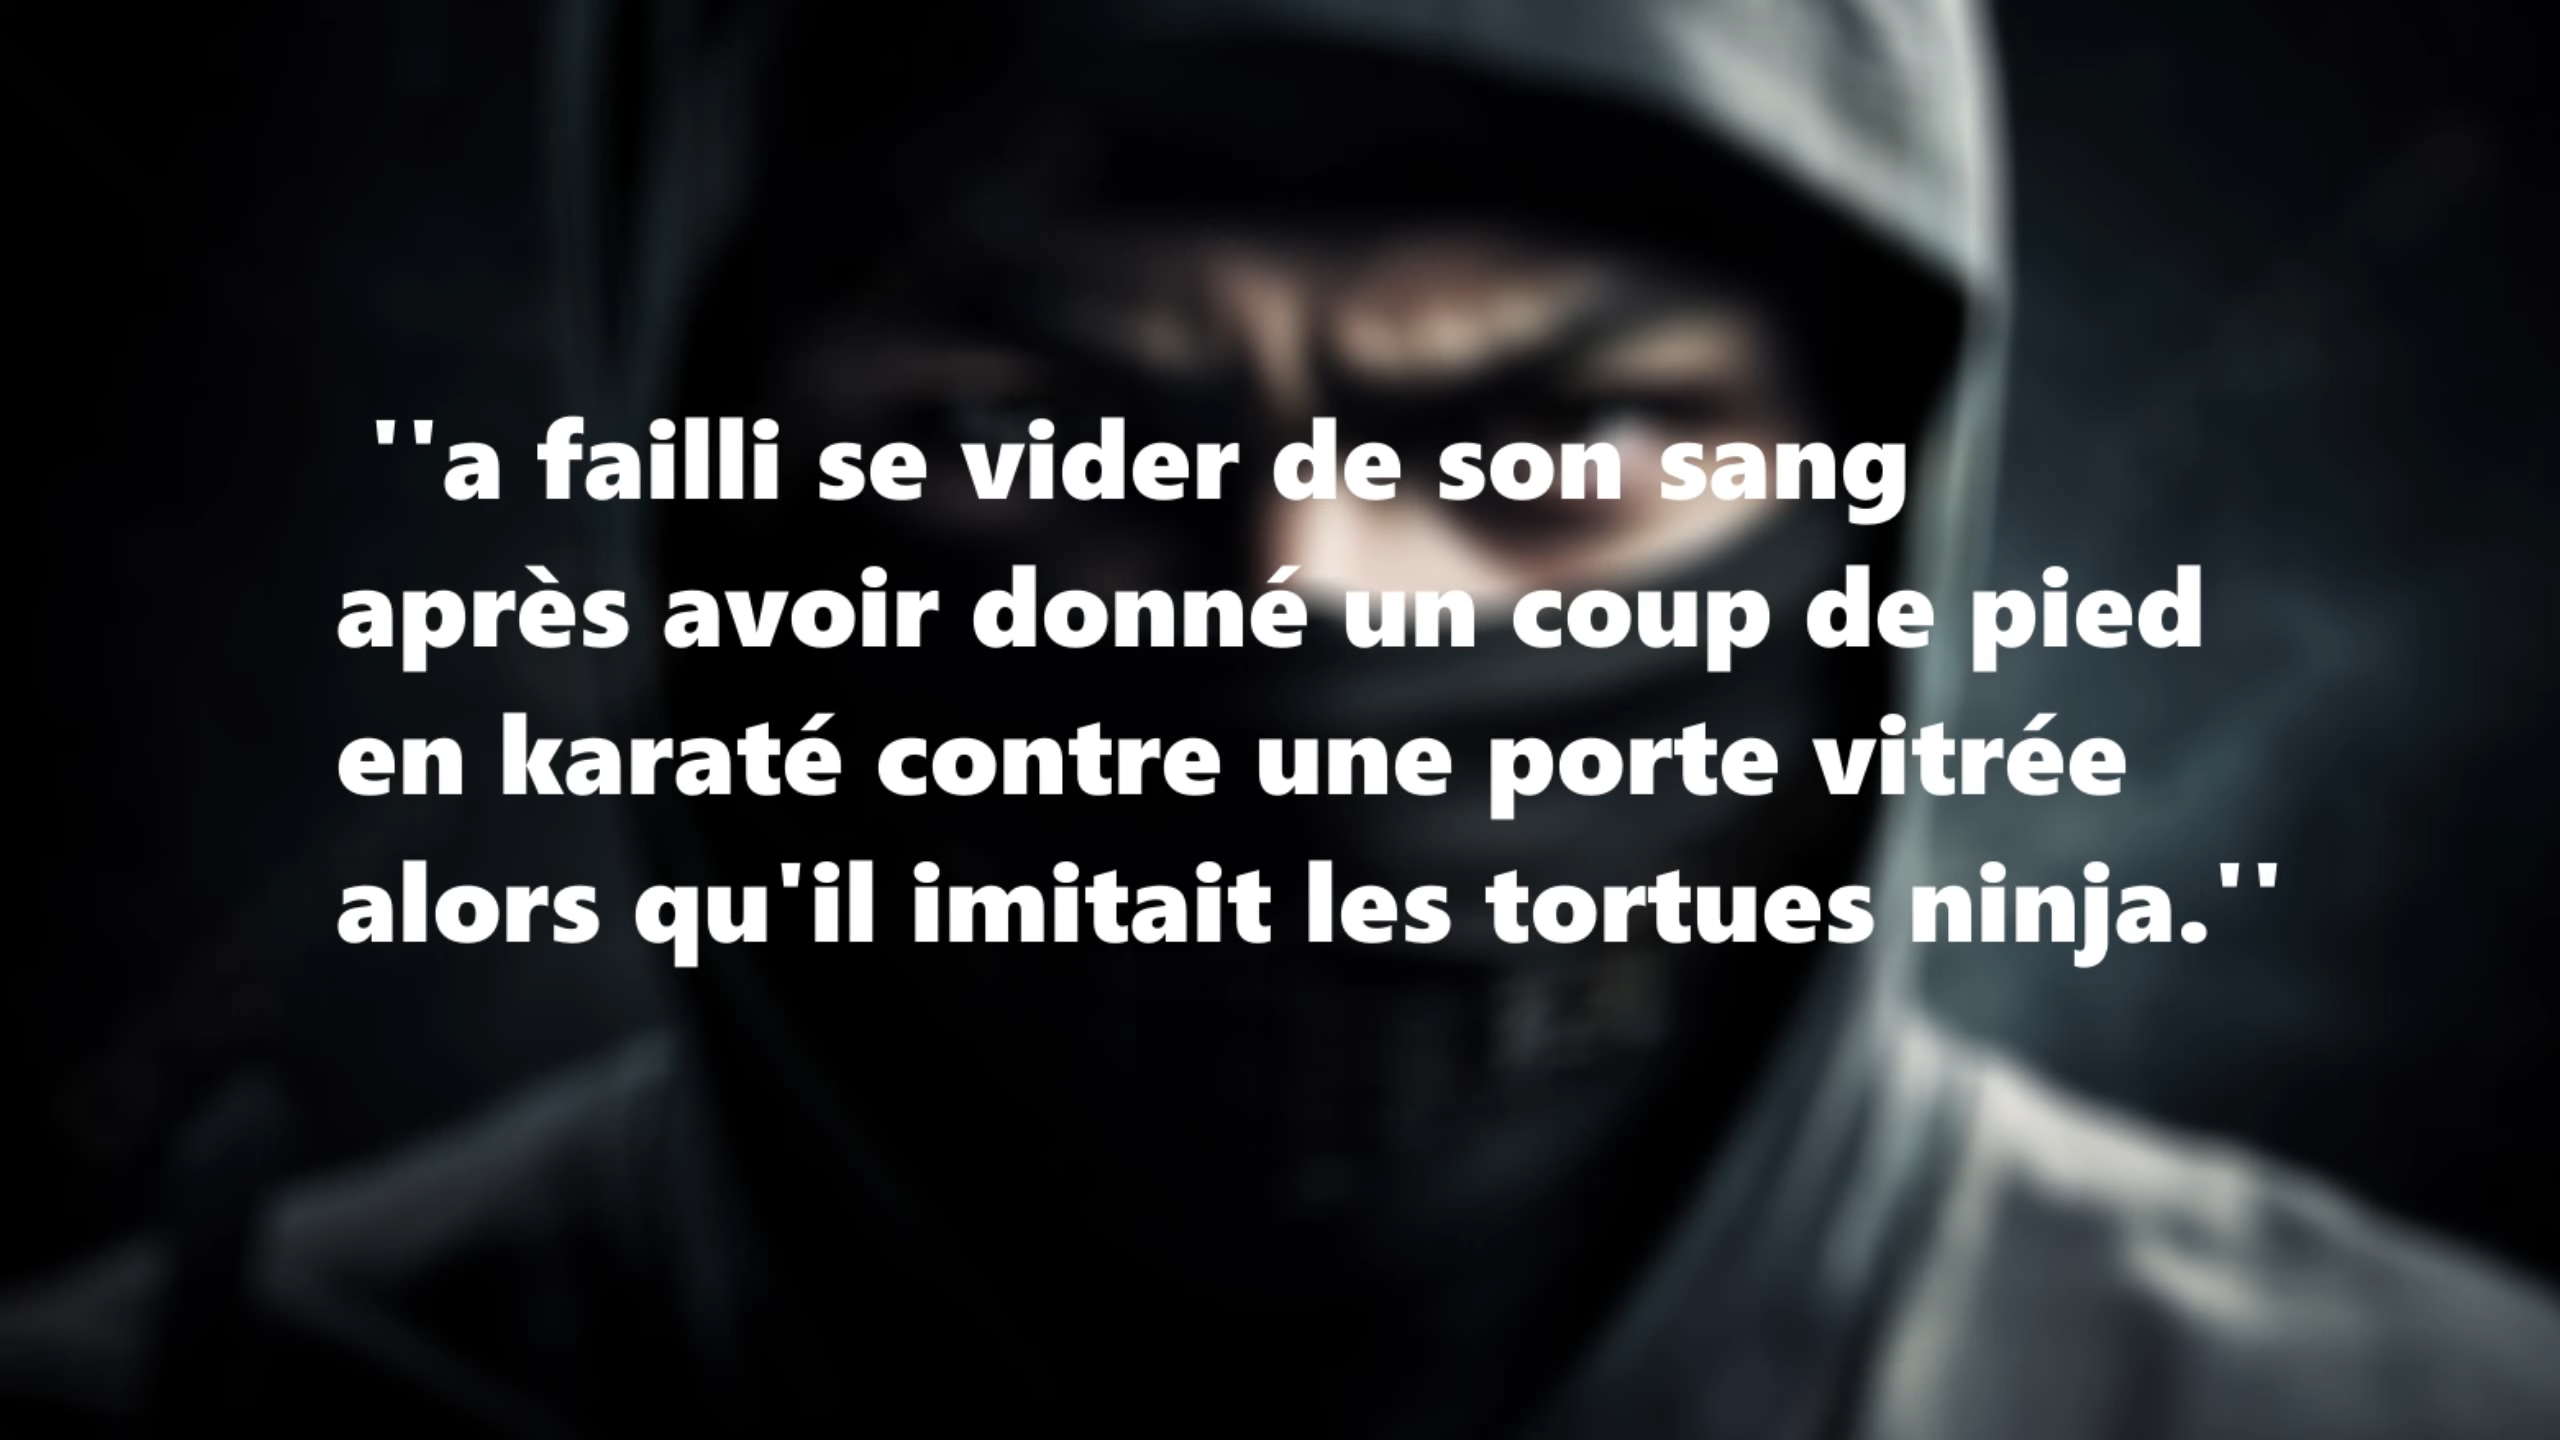 ''a failli se vider de son sang
après avoir donné un coup de pied
en karaté contre une porte vitrée
alors qu'il imitait les tortues ninja.''